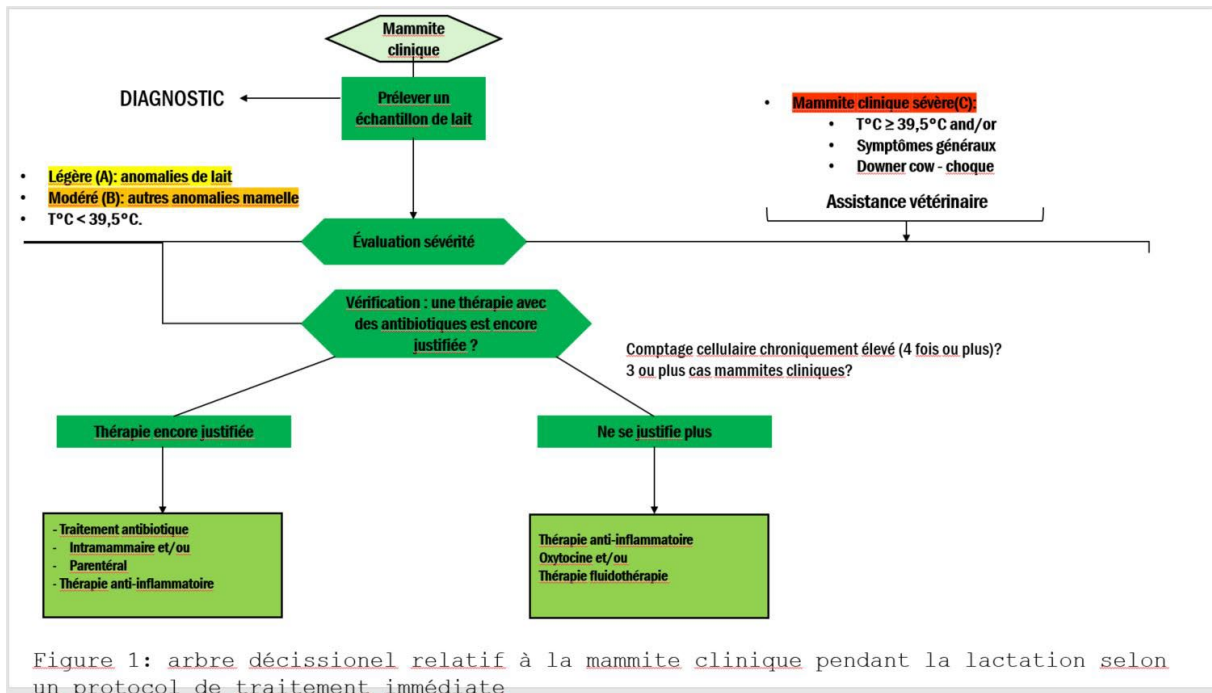 Mammite
clinique
DIAGNOSTIC
Prélever un
échantillon de lait
• Mammite clinique sévère(C):
• T°C ≥ 39,5°C and/or
• Symptômes généraux
• Downer cow - choque
Assistance vétérinaire
• Légère (A): anomalies de lait
• Modéré (B): autres anomalies mamelle
• T°C < 39,5°C.
Évaluation sévérité
Vérification : une thérapie avec
des antibiotiques est encore
justifiée ?
Comptage cellulaire chroniquement élevé (4 fois ou plus)?
3 ou plus cas mammites cliniques?
Thérapie encore justifiée
Ne se justifie plus
- Traitement antibiotique
- Intramammaire et/ou
- Parentéral
- Thérapie anti-inflammatoire
Thérapie anti-inflammatoire
Oxytocine et/ou
Thérapie fluidothérapie
Figure 1: arbre décissionel relatif à la mammite clinique pendant la lactation selon
un protocol de traitement immédiate